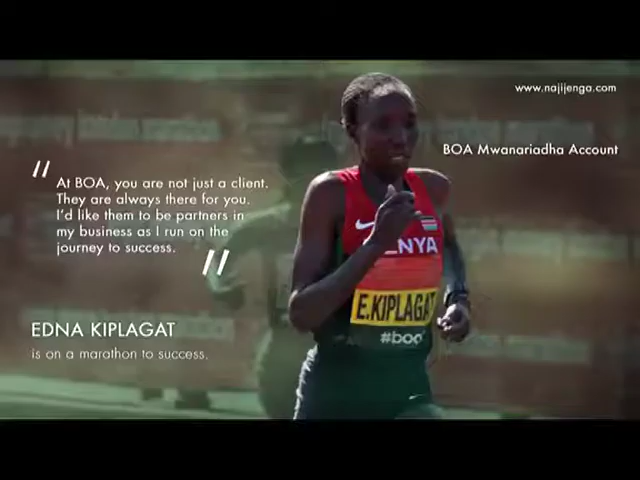 www.najijenga.com
BOA Mwanariadha Account
"
At BOA, you are not just a client.
They are always there for you.
I'd like them to be partners in
my business as I run on the
journey to success.
"
KENYA
E.KIPLAGAT
#boo
EDNA KIPLAGAT
is on a marathon to success.